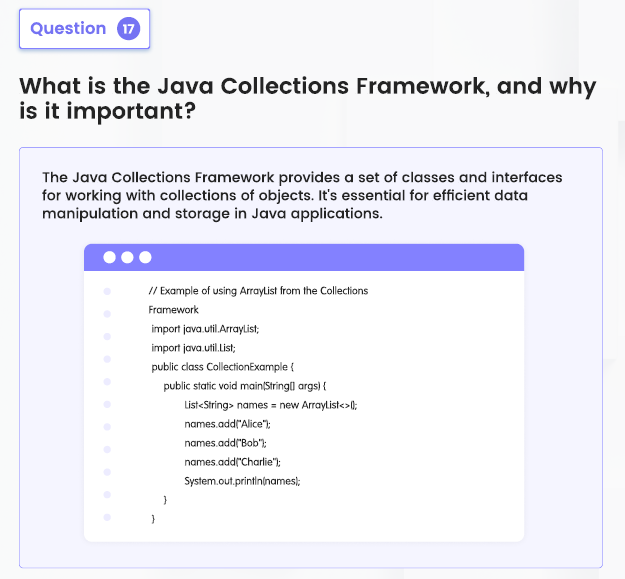 Question 17
What is the Java Collections Framework, and why
is it important?
The Java Collections Framework provides a set of classes and interfaces
for working with collections of objects. It's essential for efficient data
manipulation and storage in Java applications.
// Example of using ArrayList from the Collections
Framework
import java.util.ArrayList;
import java.util.List;
public class CollectionExample {
public static void main(String[] args) {
List<String> names = new ArrayList<>();
names.add("Alice");
names.add("Bob");
names.add("Charlie");
System.out.println(names);
}
}